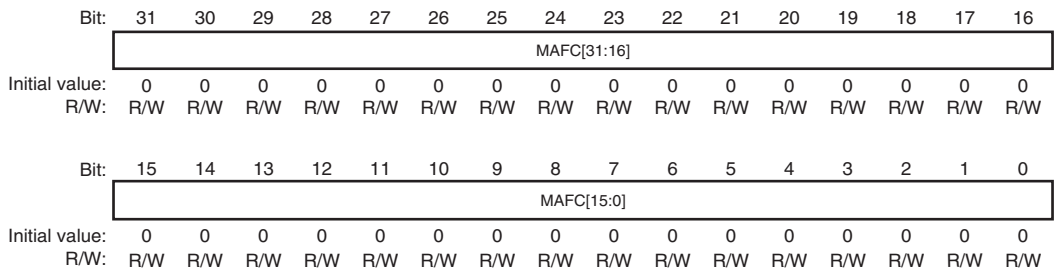 Bit: 31 30 29 28 27 26 25 24 23 22 21 20 19 18 17 16
MAFC[31:16]
Initial value: 0 0 0 0 0 0 0 0 0 0 0 0 0 0 0 0
R/W: R/W R/W R/W R/W R/W R/W R/W R/W R/W R/W R/W R/W R/W R/W R/W R/W
Bit: 15 14 13 12 11 10 9 8 7 6 5 4 3 2 1 0
MAFC[15:0]
Initial value: 0 0 0 0 0 0 0 0 0 0 0 0 0 0 0 0
R/W: R/W R/W R/W R/W R/W R/W R/W R/W R/W R/W R/W R/W R/W R/W R/W R/W